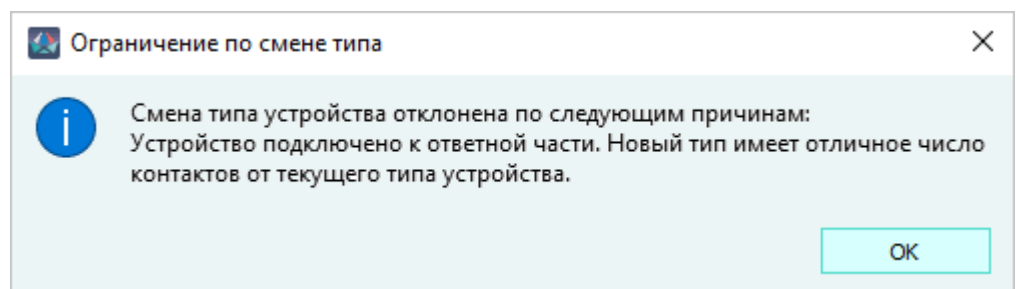 Ограничение по смене типа
Смена типа устройства отклонена по следующим причинам:
Устройство подключено к ответной части. Новый тип имеет отличное число
контактов от текущего типа устройства.
OK